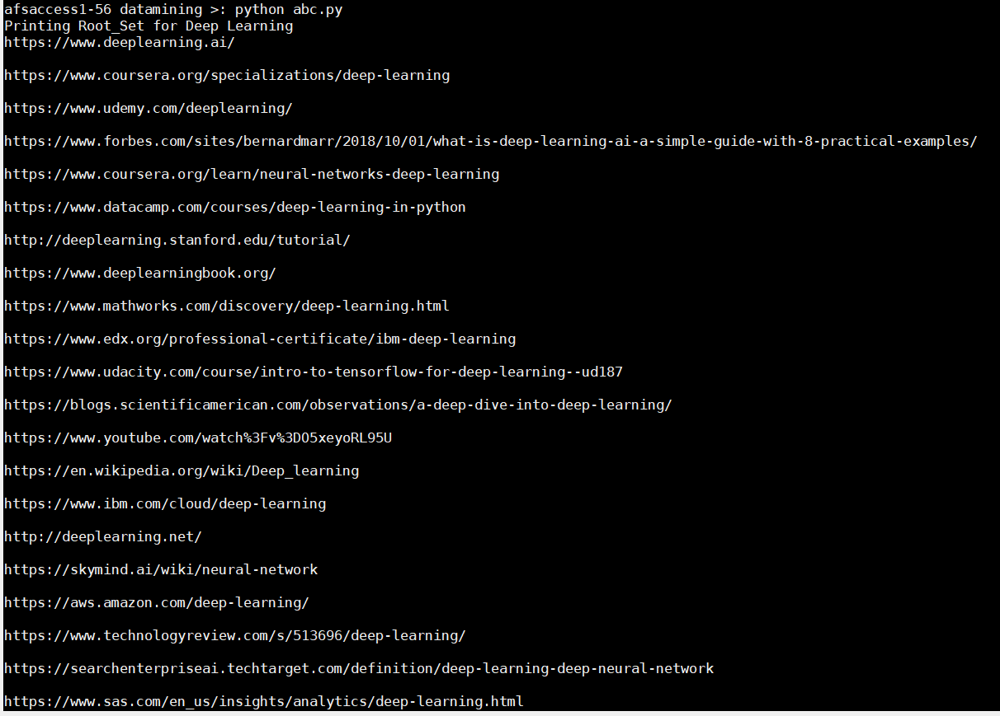 afsaccess1-56 datamining >: python abc.py
Printing Root_Set for Deep Learning
https://www.deeplearning.ai/
https://www.coursera.org/specializations/deep-learning
https://www.udemy.com/deeplearning/
https://www.forbes.com/sites/bernardmarr/2018/10/01/what-is-deep-learning-ai-a-simple-guide-with-8-practical-examples/
https://www.coursera.org/learn/neural-networks-deep-learning
https://www.datacamp.com/courses/deep-learning-in-python
http://deeplearning.stanford.edu/tutorial/
https://www.deeplearningbook.org/
https://www.mathworks.com/discovery/deep-learning.html
https://www.edx.org/professional-certificate/ibm-deep-learning
https://www.udacity.com/course/intro-to-tensorflow-for-deep-learning--ud187
https://blogs.scientificamerican.com/observations/a-deep-dive-into-deep-learning/
https://www.youtube.com/watch%3Fv%3DO5xeyoRL95U
https://en.wikipedia.org/wiki/Deep_learning
https://www.ibm.com/cloud/deep-learning
http://deeplearning.net/
https://skymind.ai/wiki/neural-network
https://aws.amazon.com/deep-learning/
https://www.technologyreview.com/s/513696/deep-learning/
https://searchenterpriseai.techtarget.com/definition/deep-learning-deep-neural-network
https://www.sas.com/en_us/insights/analytics/deep-learning.html